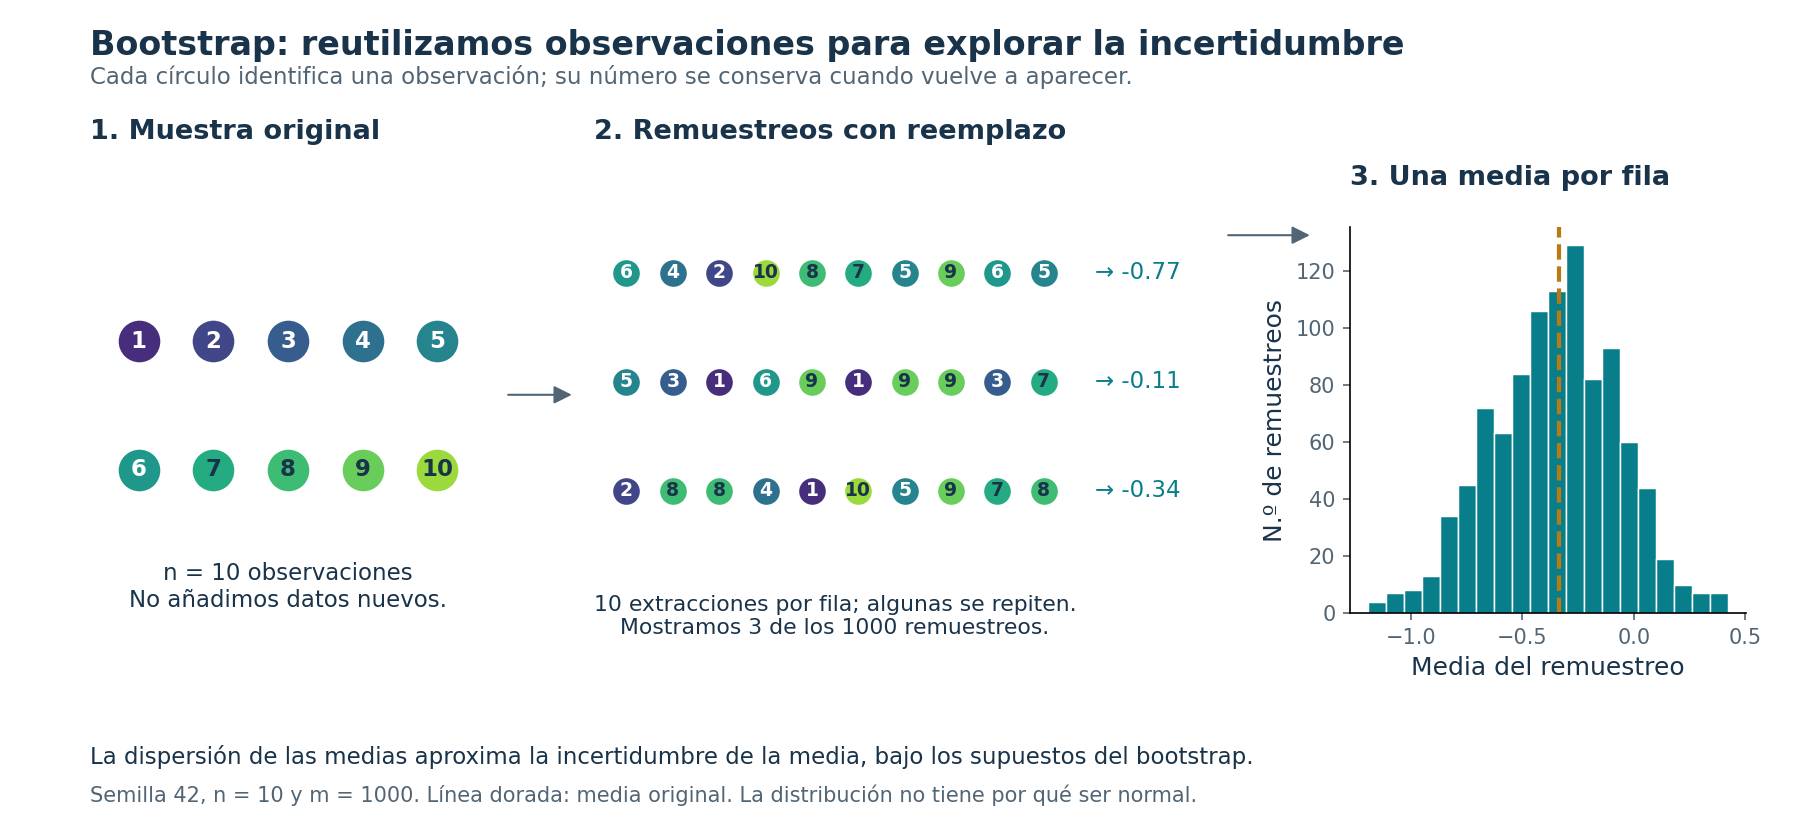 Bootstrap: reutilizamos observaciones para explorar la incertidumbre
Cada círculo identifica una observación; su número se conserva cuando vuelve a aparecer.
1. Muestra original
1 2 3 4 5
6 7 8 9 10
n = 10 observaciones
No añadimos datos nuevos.
2. Remuestreos con reemplazo
6 4 2 10 8 7 5 9 6 5 → -0.77
5 3 1 6 9 1 9 9 3 7 → -0.11
2 8 8 4 1 10 5 9 7 8 → -0.34
10 extracciones por fila; algunas se repiten.
Mostramos 3 de los 1000 remuestreos.
3. Una media por fila
N.º de remuestreos
120
100
80
60
40
20
0
−1.0 −0.5 0.0 0.5
Media del remuestreo
La dispersión de las medias aproxima la incertidumbre de la media, bajo los supuestos del bootstrap.
Semilla 42, n = 10 y m = 1000. Línea dorada: media original. La distribución no tiene por qué ser normal.